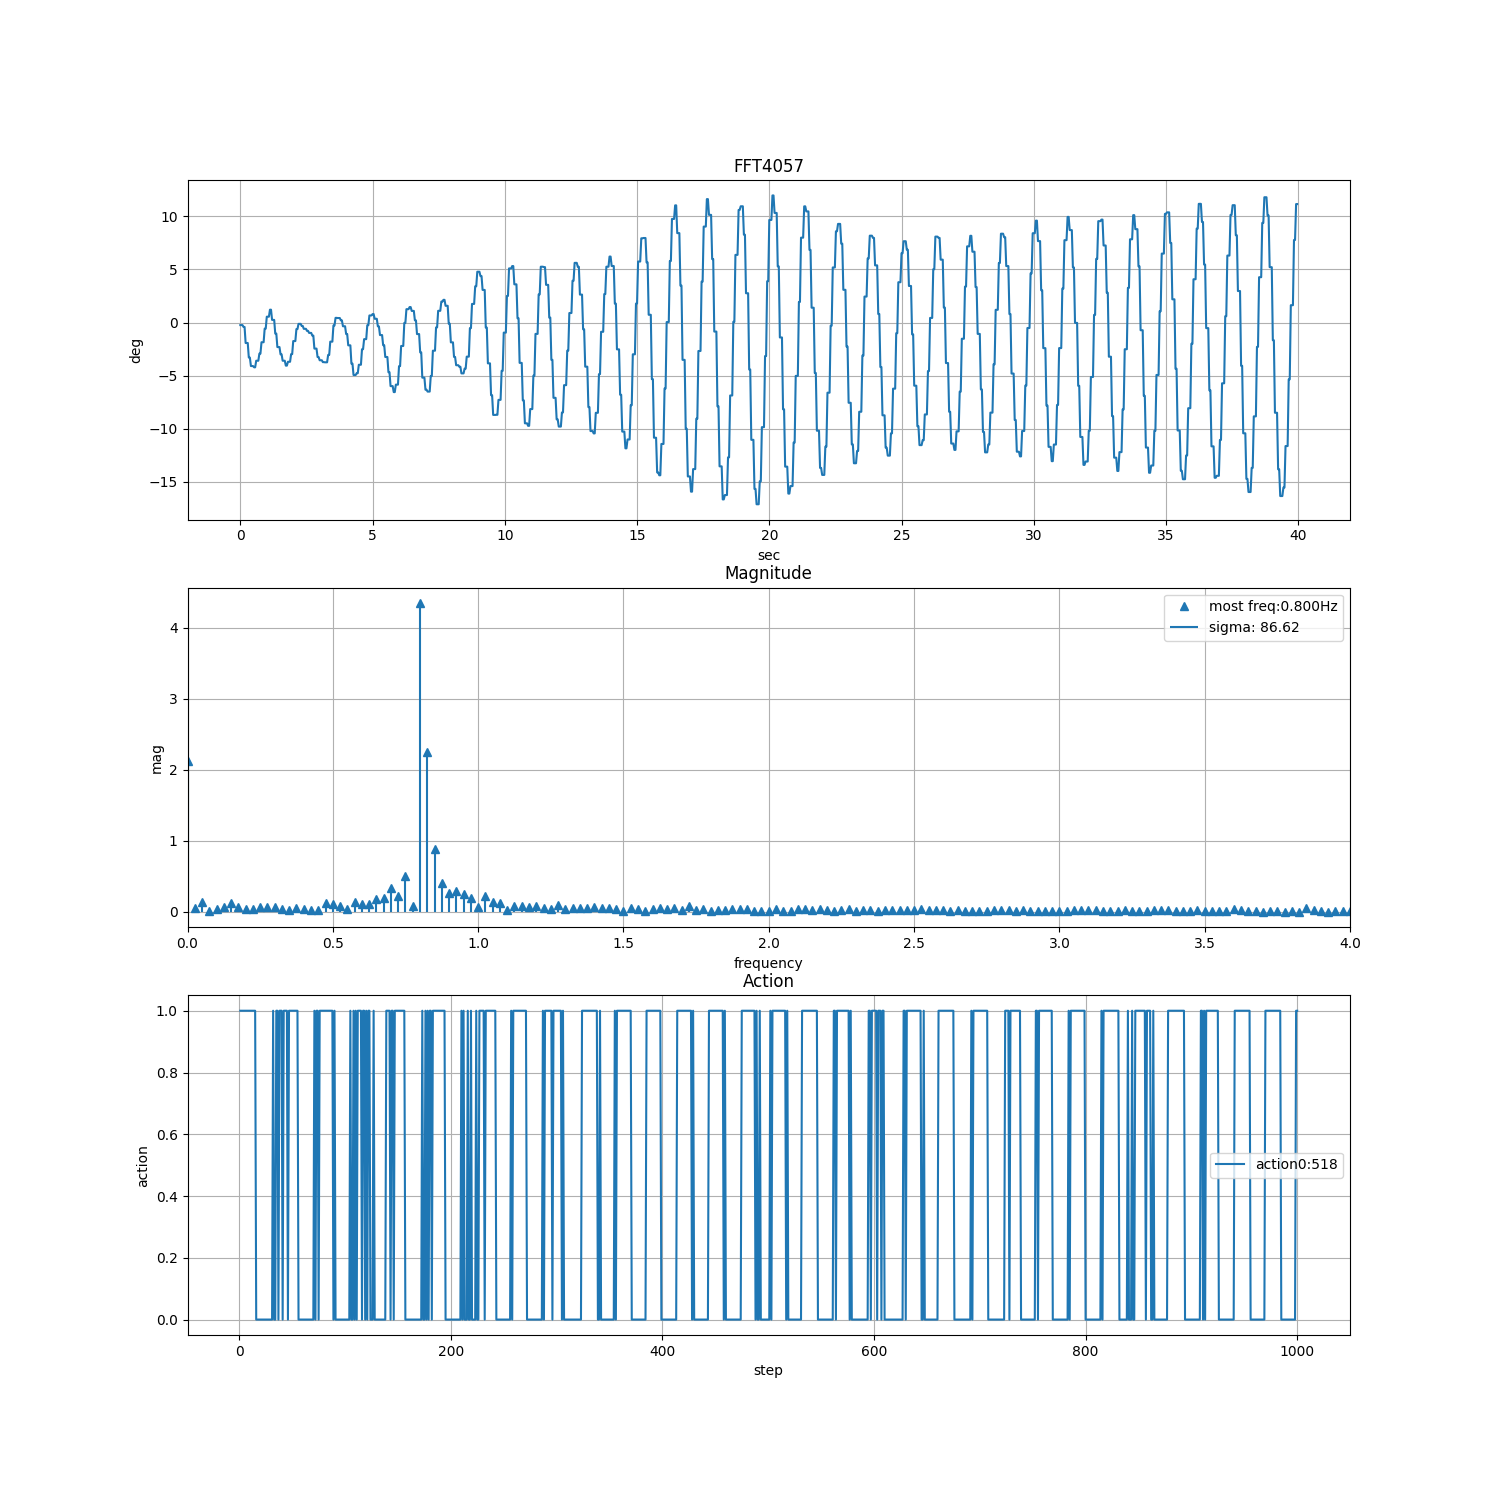 FFT4057
10
5
0
−5
−10
−15
deg
0 5 10 15 20 25 30 35 40
sec
Magnitude
most freq:0.800Hz
sigma: 86.62
4
3
2
1
0
mag
0.0 0.5 1.0 1.5 2.0 2.5 3.0 3.5 4.0
frequency
Action
1.0
0.8
0.6
0.4
0.2
0.0
action
action0:518
0 200 400 600 800 1000
step